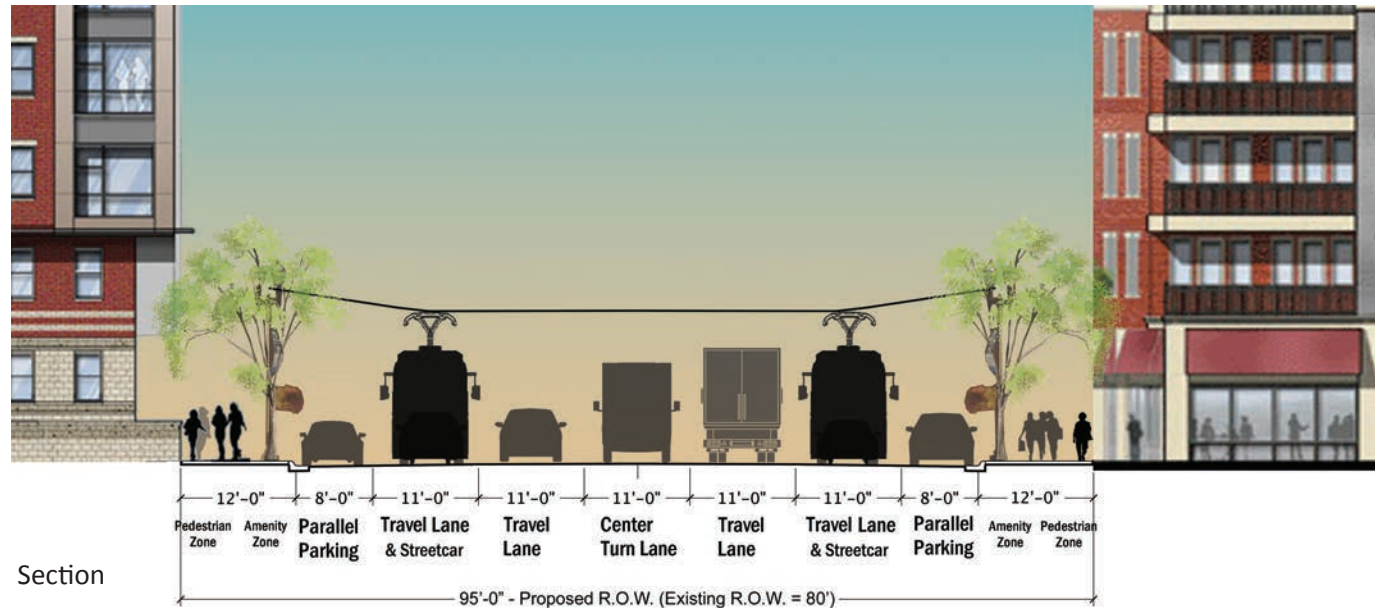 12'-0" 8'-0" 11'-0" 11'-0" 11'-0" 11'-0" 11'-0" 8'-0" 12'-0"
Pedestrian Zone
Amenity Zone
Parallel Parking
Travel Lane & Streetcar
Travel Lane
Center Turn Lane
Travel Lane
Travel Lane & Streetcar
Parallel Parking
Amenity Zone
Pedestrian Zone
Section
95'-0" - Proposed R.O.W. (Existing R.O.W. = 80')